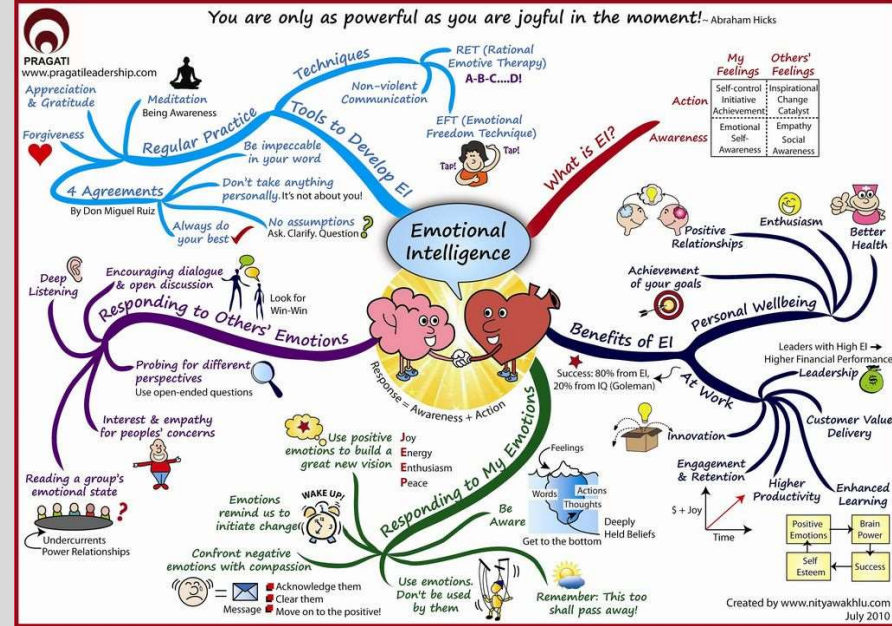 You are only as powerful as you are joyful in the moment!~ Abraham Hicks
PRAGATI
www.pragatileadership.com
Emotional
Intelligence
Response = Awareness + Action
What is EI?
My
Feelings
Others'
Feelings
Action
Self-control
Initiative
Achievement
Inspirational
Change
Catalyst
Awareness
Emotional
Self-
Awareness
Empathy
Social
Awareness
Benefits of EI
Success: 80% from EI,
20% from IQ (Goleman)
Personal Wellbeing
Positive
Relationships
Enthusiasm
Better
Health
Achievement
of your goals
At Work
Leaders with High EI →
Higher Financial Performance
Leadership
$
Customer Value
Delivery
Enhanced
Learning
Positive
Emotions
Brain
Power
Success
Self
Esteem
Higher
Productivity
Engagement
& Retention
$ + Joy
Time
Innovation
Responding to My Emotions
Feelings
Words
Actions
Thoughts
Deeply
Held Beliefs
Get to the bottom
Be
Aware
Remember: This too
shall pass away!
Use emotions.
Don't be used
by them
Confront negative
emotions with compassion
=
Message
Acknowledge them
Clear them
Move on to the positive!
Emotions
remind us to
initiate change!
WAKE UP!
Use positive
emotions to build a
great new vision
Joy
Energy
Enthusiasm
Peace
Responding to Others' Emotions
Deep
Listening
Encouraging dialogue
& open discussion
Look for
Win-Win
Probing for different
perspectives
Use open-ended questions
Interest & empathy
for peoples' concerns
Reading a group's
emotional state
?
Undercurrents
Power Relationships
Tools to Develop EI
Techniques
RET (Rational
Emotive Therapy)
A-B-C....D!
Non-violent
Communication
EFT (Emotional
Freedom Technique)
Tap!
Tap!
Regular Practice
Appreciation
& Gratitude
Meditation
Being Awareness
Forgiveness
4 Agreements
By Don Miguel Ruiz
Be impeccable
in your word
Don't take anything
personally. It's not about you!
No assumptions
Ask. Clarify. Question
?
Always do
your best
Created by www.nityawakhlu.com
July 2010